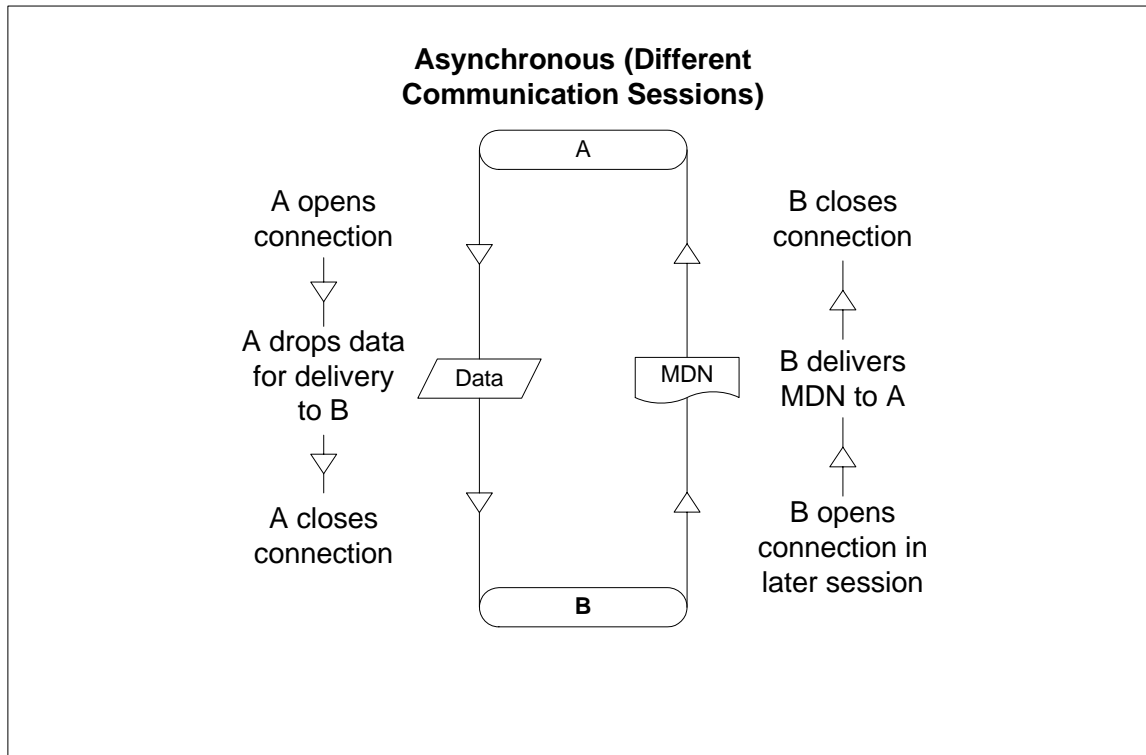 Asynchronous (Different
Communication Sessions)
A
A opens
connection
A drops data
for delivery
to B
A closes
connection
Data
MDN
B closes
connection
B delivers
MDN to A
B opens
connection in
later session
B